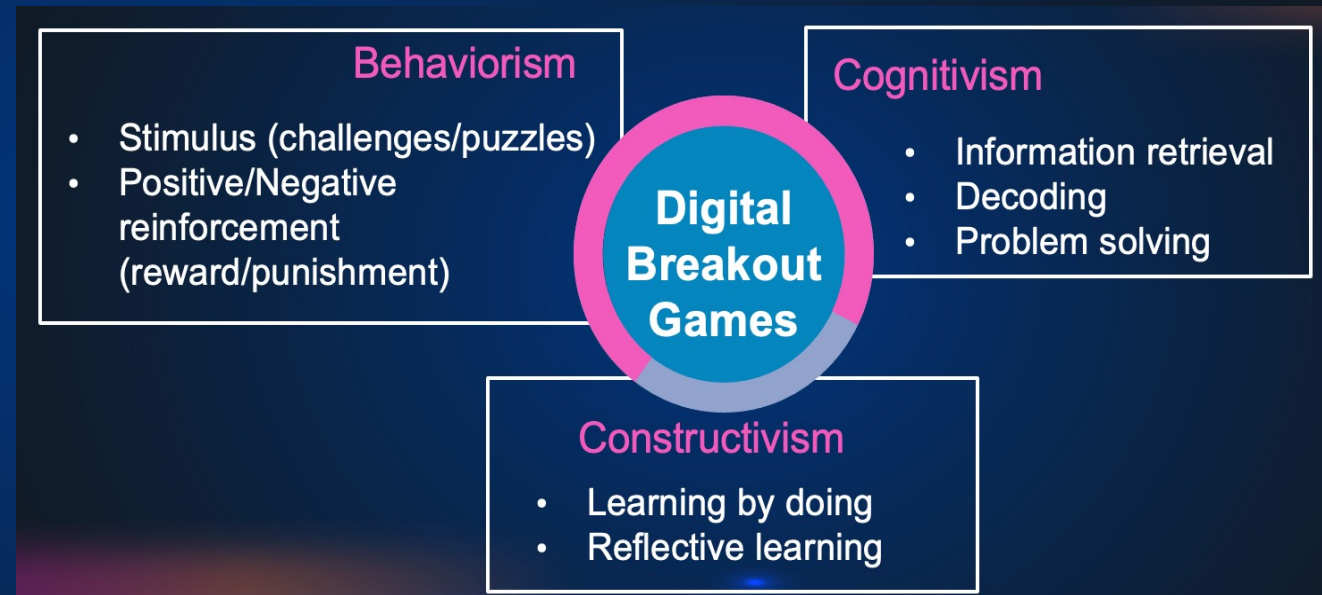 Behaviorism
• Stimulus (challenges/puzzles)
• Positive/Negative
reinforcement
(reward/punishment)
Cognitivism
• Information retrieval
• Decoding
• Problem solving
Digital
Breakout
Games
Constructivism
• Learning by doing
• Reflective learning